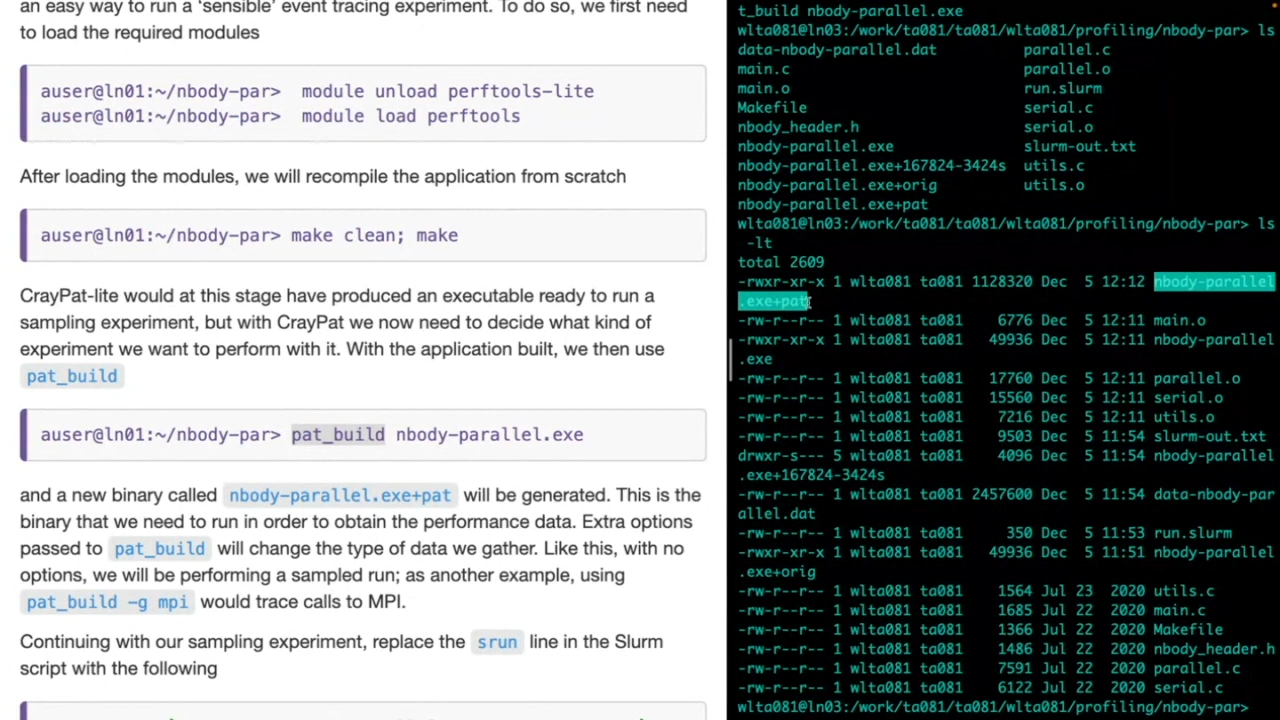 an easy way to run a ‘sensible’ event tracing experiment. To do so, we first need
to load the required modules
auser@ln01:~/nbody-par>  module unload perftools-lite
auser@ln01:~/nbody-par>  module load perftools
After loading the modules, we will recompile the application from scratch
auser@ln01:~/nbody-par> make clean; make
CrayPat-lite would at this stage have produced an executable ready to run a
sampling experiment, but with CrayPat we now need to decide what kind of
experiment we want to perform with it. With the application built, we then use
pat_build
auser@ln01:~/nbody-par> pat_build nbody-parallel.exe
and a new binary called nbody-parallel.exe+pat will be generated. This is the
binary that we need to run in order to obtain the performance data. Extra options
passed to pat_build will change the type of data we gather. Like this, with no
options, we will be performing a sampled run; as another example, using
pat_build -g mpi would trace calls to MPI.
Continuing with our sampling experiment, replace the srun line in the Slurm
script with the following
t_build nbody-parallel.exe
wlta081@ln03:/work/ta081/ta081/wlta081/profiling/nbody-par> ls
data-nbody-parallel.dat           parallel.c
main.c                            parallel.o
main.o                            run.slurm
Makefile                          serial.c
nbody_header.h                    serial.o
nbody-parallel.exe                slurm-out.txt
nbody-parallel.exe+167824-3424s  utils.c
nbody-parallel.exe+orig           utils.o
nbody-parallel.exe+pat
wlta081@ln03:/work/ta081/ta081/wlta081/profiling/nbody-par> ls
 -lt
total 2609
-rwxr-xr-x 1 wlta081 ta081 1128320 Dec  5 12:12 nbody-parallel
.exe+pat
-rw-r--r-- 1 wlta081 ta081    6776 Dec  5 12:11 main.o
-rwxr-xr-x 1 wlta081 ta081   49936 Dec  5 12:11 nbody-parallel
.exe
-rw-r--r-- 1 wlta081 ta081   17760 Dec  5 12:11 parallel.o
-rw-r--r-- 1 wlta081 ta081   15560 Dec  5 12:11 serial.o
-rw-r--r-- 1 wlta081 ta081    7216 Dec  5 12:11 utils.o
-rw-r--r-- 1 wlta081 ta081    9503 Dec  5 11:54 slurm-out.txt
drwxr-s--- 5 wlta081 ta081    4096 Dec  5 11:54 nbody-parallel
.exe+167824-3424s
-rw-r--r-- 1 wlta081 ta081 2457600 Dec  5 11:54 data-nbody-par
allel.dat
-rw-r--r-- 1 wlta081 ta081     350 Dec  5 11:53 run.slurm
-rwxr-xr-x 1 wlta081 ta081   49936 Dec  5 11:51 nbody-parallel
.exe+orig
-rw-r--r-- 1 wlta081 ta081    1564 Jul 23  2020 utils.c
-rw-r--r-- 1 wlta081 ta081    1685 Jul 22  2020 main.c
-rw-r--r-- 1 wlta081 ta081    1366 Jul 22  2020 Makefile
-rw-r--r-- 1 wlta081 ta081    1486 Jul 22  2020 nbody_header.h
-rw-r--r-- 1 wlta081 ta081    7591 Jul 22  2020 parallel.c
-rw-r--r-- 1 wlta081 ta081    6122 Jul 22  2020 serial.c
wlta081@ln03:/work/ta081/ta081/wlta081/profiling/nbody-par>